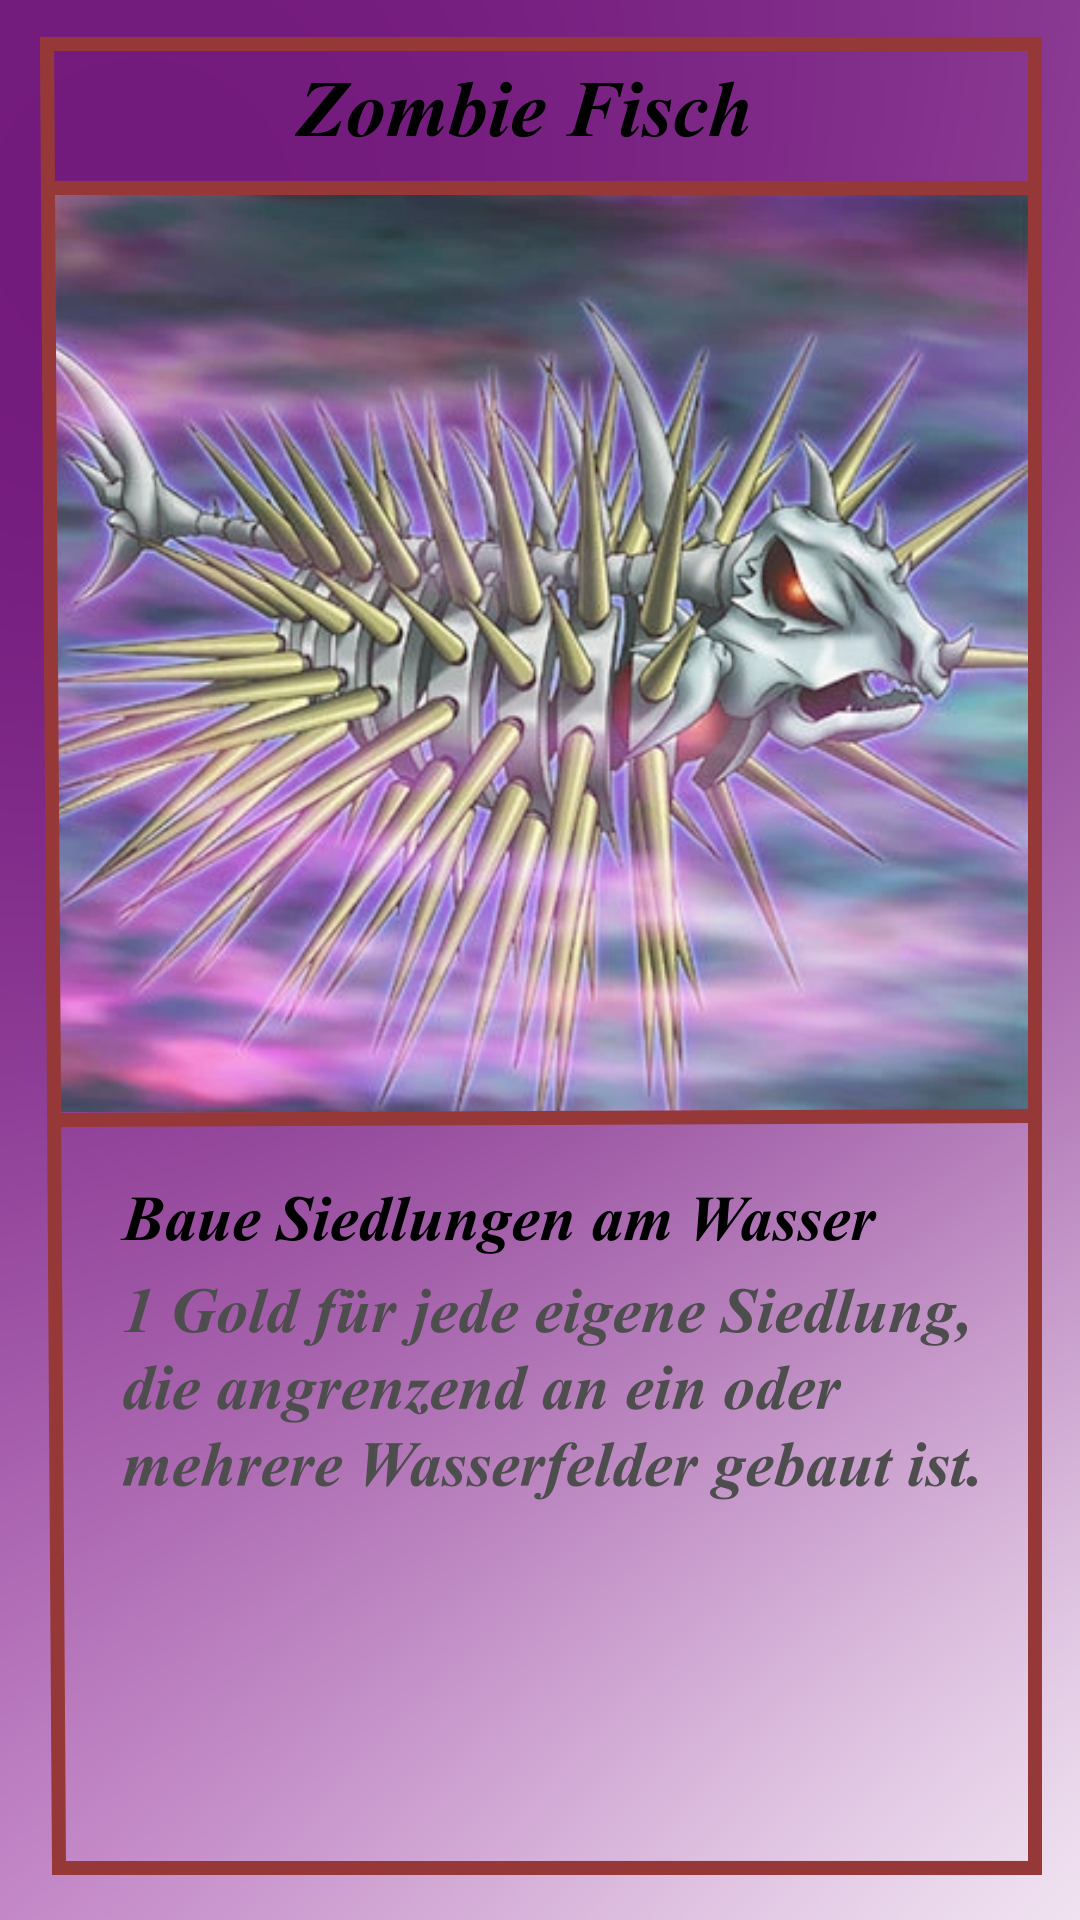 Zombie Fisch
Baue Siedlungen am Wasser
1 Gold für jede eigene Siedlung,
die angrenzend an ein oder
mehrere Wasserfelder gebaut ist.